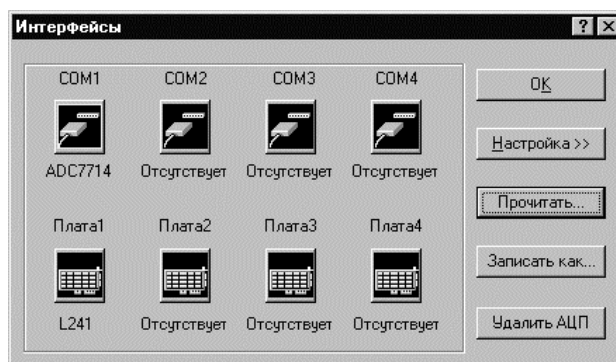 Интерфейсы
COM1 COM2 COM3 COM4
ADC7714 Отсутствует Отсутствует Отсутствует
Плата1 Плата2 Плата3 Плата4
L241 Отсутствует Отсутствует Отсутствует
OK
Настройка >>
Прочитать...
Записать как...
Удалить АЦП